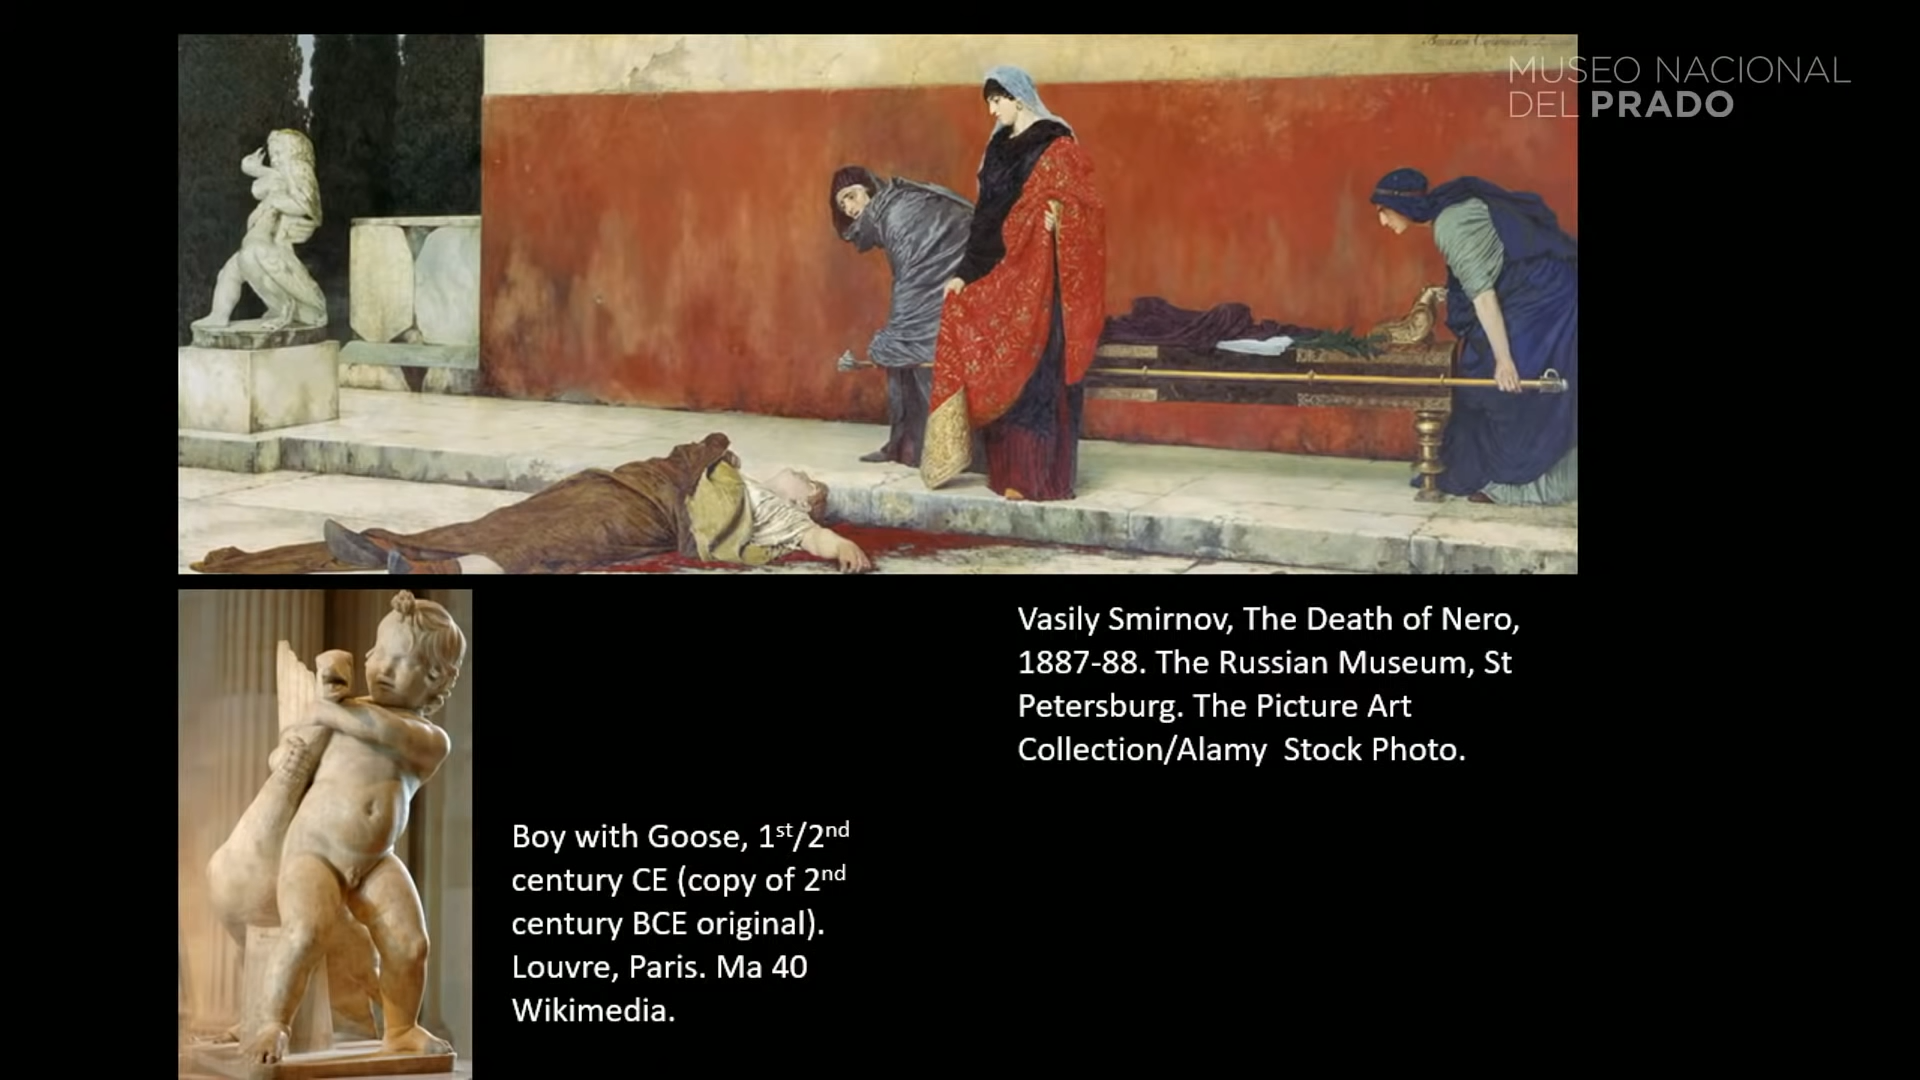 MUSEO NACIONAL
DEL PRADO
Vasily Smirnov, The Death of Nero,
1887-88. The Russian Museum, St
Petersburg. The Picture Art
Collection/Alamy Stock Photo.
Boy with Goose, 1st/2nd
century CE (copy of 2nd
century BCE original).
Louvre, Paris. Ma 40
Wikimedia.